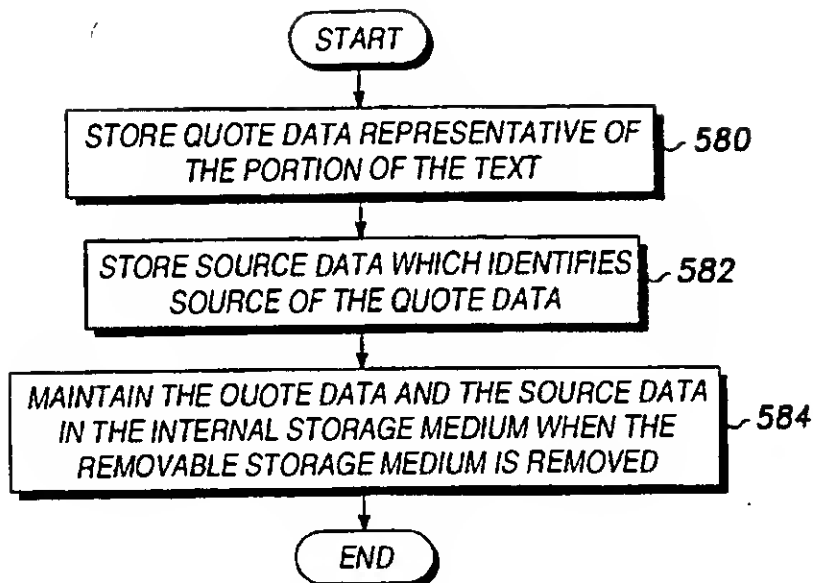 START
STORE QUOTE DATA REPRESENTATIVE OF
THE PORTION OF THE TEXT
580
STORE SOURCE DATA WHICH IDENTIFIES
SOURCE OF THE QUOTE DATA
582
MAINTAIN THE QUOTE DATA AND THE SOURCE DATA
IN THE INTERNAL STORAGE MEDIUM WHEN THE
REMOVABLE STORAGE MEDIUM IS REMOVED
584
END